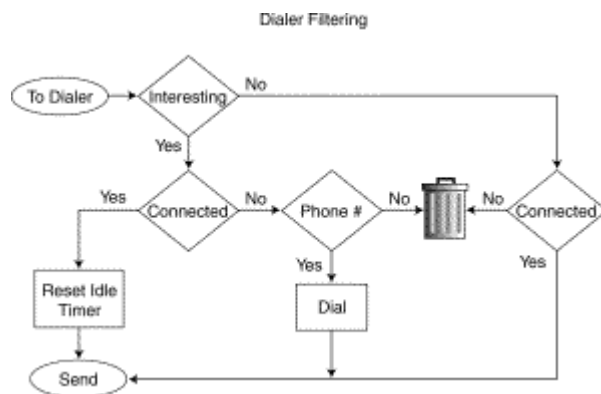 Dialer Filtering
To Dialer
Interesting
No
Yes
Yes
Connected
No
Phone #
No
No
Connected
Yes
Yes
Reset Idle
Timer
Dial
Send